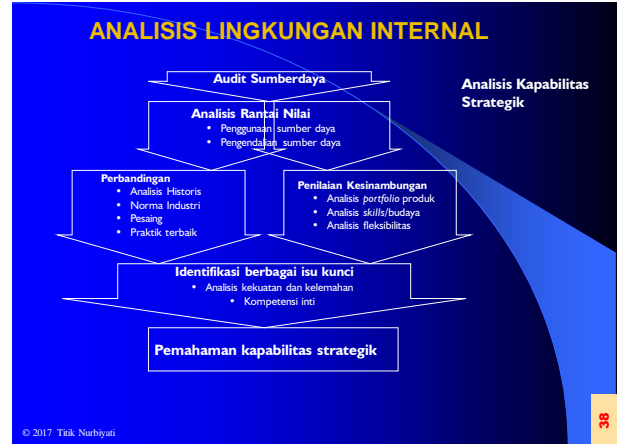 ANALISIS LINGKUNGAN INTERNAL
Analisis Kapabilitas
Strategik
Audit Sumberdaya
Analisis Rantai Nilai
• Penggunaan sumber daya
• Pengendalian sumber daya
Perbandingan
• Analisis Historis
• Norma Industri
• Pesaing
• Praktik terbaik
Penilaian Kesinambungan
• Analisis portfolio produk
• Analisis skills/budaya
• Analisis fleksibilitas
Identifikasi berbagai isu kunci
• Analisis kekuatan dan kelemahan
• Kompetensi inti
Pemahaman kapabilitas strategik
© 2017 Titik Nurbiyati
38